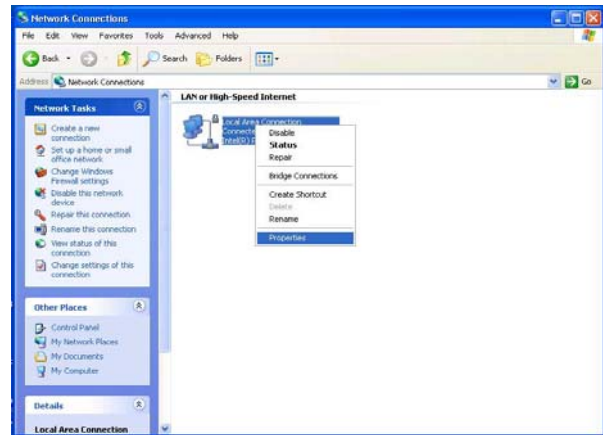 Network Connections
File Edit View Favorites Tools Advanced Help
Back Search Folders
Address Network Connections Go
Network Tasks
Create a new
connection
Set up a home or small
office network
Change Windows
Firewall settings
Disable this network
device
Repair this connection
Rename this connection
View status of this
connection
Change settings of this
connection
Other Places
Control Panel
My Network Places
My Documents
My Computer
Details
Local Area Connection
LAN or High-Speed Internet
Local Area Connection
Connecte
Intel(R) P
Disable
Status
Repair
Bridge Connections
Create Shortcut
Delete
Rename
Properties